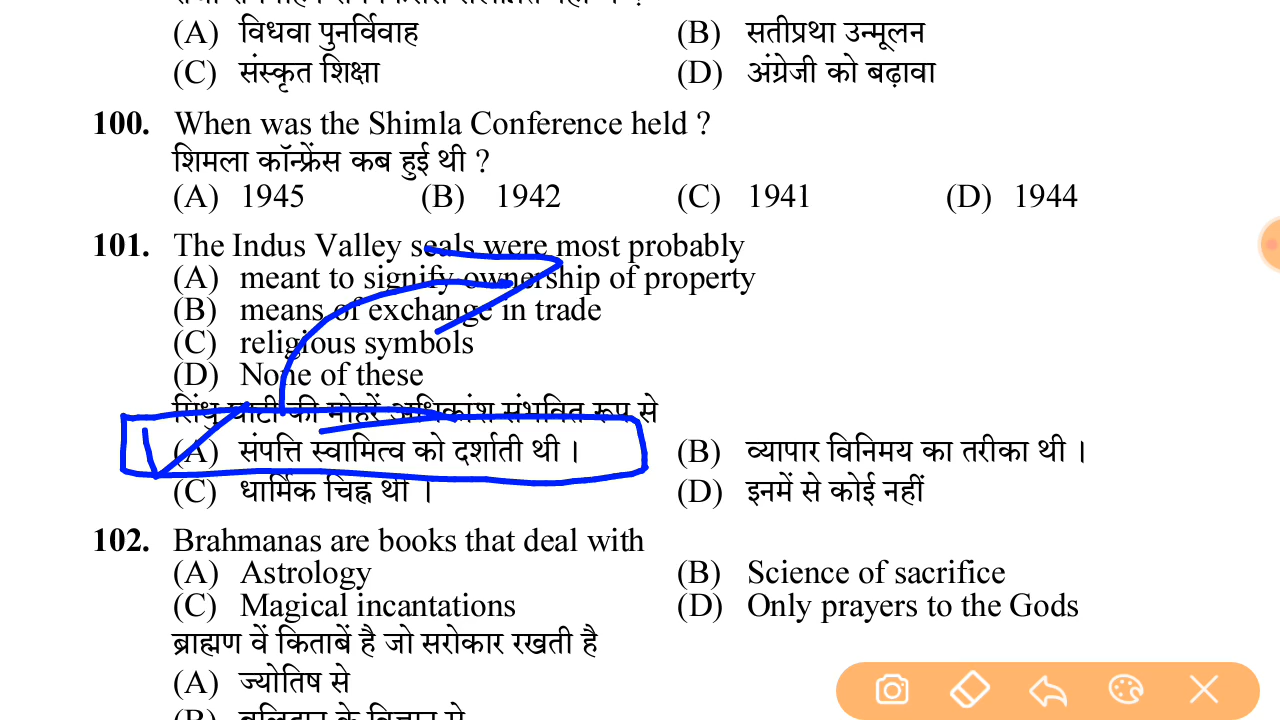 (A) विधवा पुनर्विवाह (B) सतीप्रथा उन्मूलन
(C) संस्कृत शिक्षा (D) अंग्रेजी को बढ़ावा
100. When was the Shimla Conference held ?
शिमला कॉन्फ्रेंस कब हुई थी ?
(A) 1945 (B) 1942 (C) 1941 (D) 1944
101. The Indus Valley seals were most probably
(A) meant to signify ownership of property
(B) means of exchange in trade
(C) religious symbols
(D) None of these
सिंधु घाटी की मोहरें अधिकांश संभवित रूप से
(A) संपत्ति स्वामित्व को दर्शाती थी । (B) व्यापार विनिमय का तरीका थी ।
(C) धार्मिक चिह्न थी । (D) इनमें से कोई नहीं
102. Brahmanas are books that deal with
(A) Astrology (B) Science of sacrifice
(C) Magical incantations (D) Only prayers to the Gods
ब्राह्मण वें किताबें है जो सरोकार रखती है
(A) ज्योतिष से